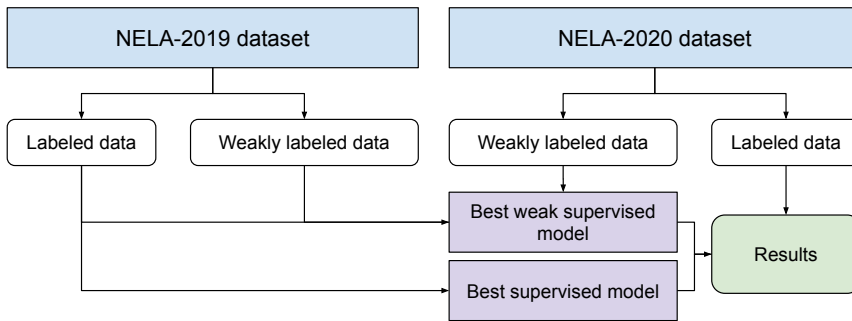 NELA-2019 dataset
NELA-2020 dataset
Labeled data
Weakly labeled data
Weakly labeled data
Labeled data
Best weak supervised
model
Results
Best supervised model